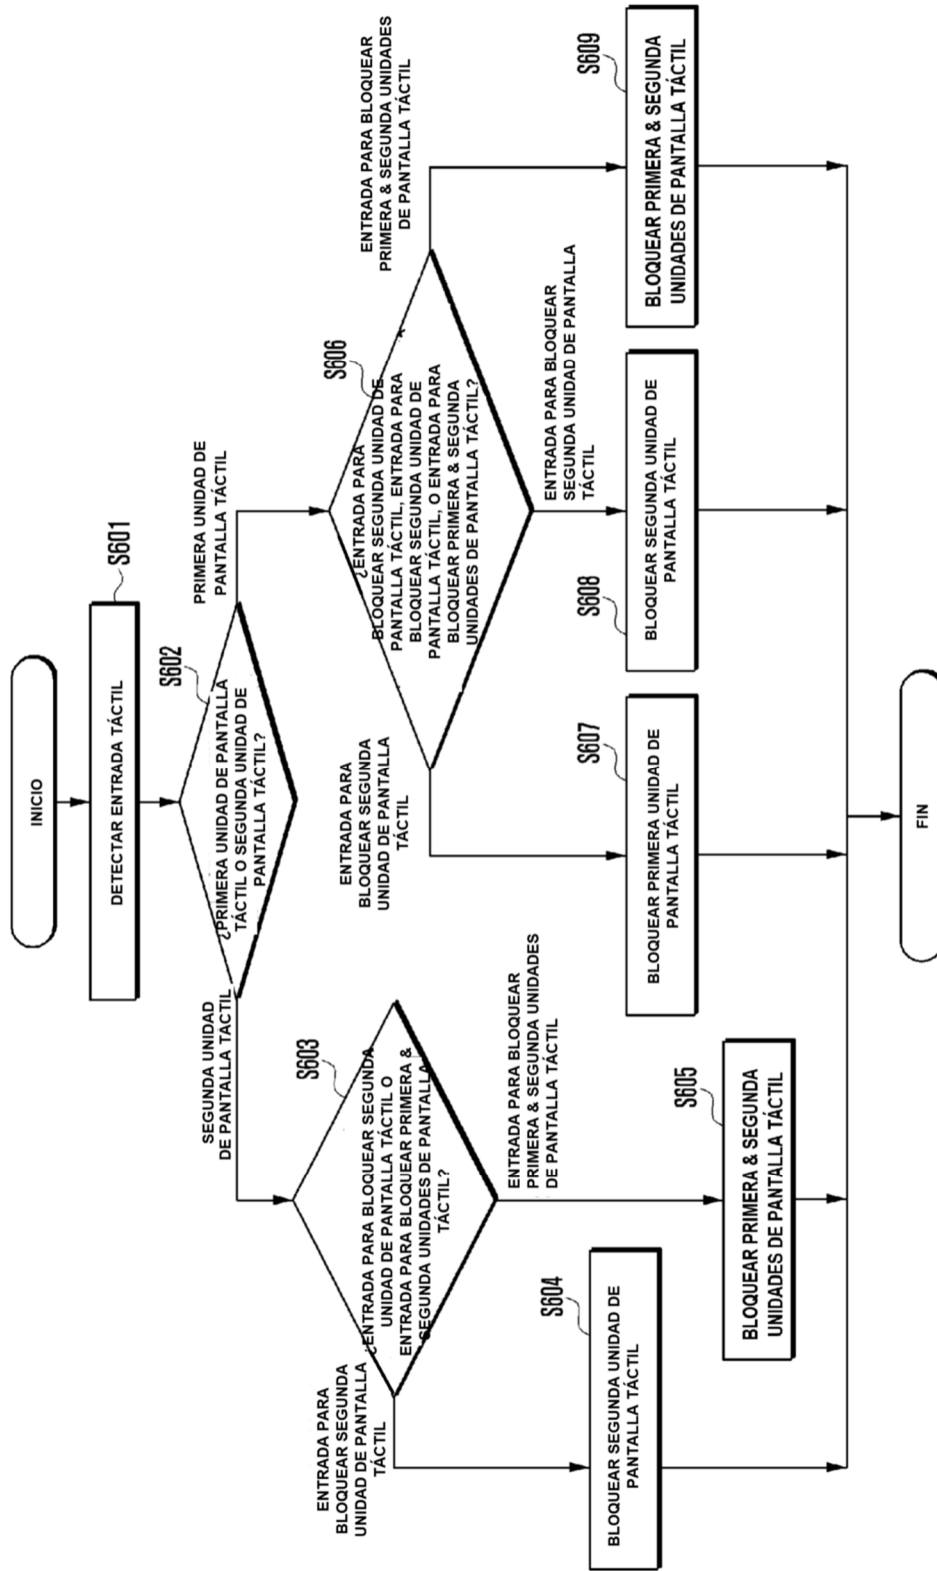 INICIO
S601
DETECTAR ENTRADA TÁCTIL
S602
¿PRIMERA UNIDAD DE PANTALLA
TÁCTIL O SEGUNDA UNIDAD DE
PANTALLA TÁCTIL?
SEGUNDA UNIDAD
DE PANTALLA TÁCTIL
PRIMERA UNIDAD DE
PANTALLA TÁCTIL
S603
¿ENTRADA PARA BLOQUEAR SEGUNDA
UNIDAD DE PANTALLA TÁCTIL O
ENTRADA PARA BLOQUEAR PRIMERA &
SEGUNDA UNIDADES DE PANTALLA
TÁCTIL?
ENTRADA PARA
BLOQUEAR SEGUNDA
UNIDAD DE PANTALLA
TÁCTIL
ENTRADA PARA BLOQUEAR
PRIMERA & SEGUNDA UNIDADES
DE PANTALLA TÁCTIL
S604
BLOQUEAR SEGUNDA UNIDAD DE
PANTALLA TÁCTIL
S605
BLOQUEAR PRIMERA & SEGUNDA
UNIDADES DE PANTALLA TÁCTIL
S606
¿ENTRADA PARA
BLOQUEAR SEGUNDA UNIDAD DE
PANTALLA TÁCTIL, ENTRADA PARA
BLOQUEAR SEGUNDA UNIDAD DE
PANTALLA TÁCTIL, O ENTRADA PARA
BLOQUEAR PRIMERA & SEGUNDA
UNIDADES DE PANTALLA TÁCTIL?
ENTRADA PARA
BLOQUEAR SEGUNDA
UNIDAD DE PANTALLA
TÁCTIL
ENTRADA PARA BLOQUEAR
SEGUNDA UNIDAD DE PANTALLA
TÁCTIL
ENTRADA PARA BLOQUEAR
PRIMERA & SEGUNDA UNIDADES
DE PANTALLA TÁCTIL
S607
BLOQUEAR PRIMERA UNIDAD DE
PANTALLA TÁCTIL
S608
BLOQUEAR SEGUNDA UNIDAD DE
PANTALLA TÁCTIL
S609
BLOQUEAR PRIMERA & SEGUNDA
UNIDADES DE PANTALLA TÁCTIL
FIN